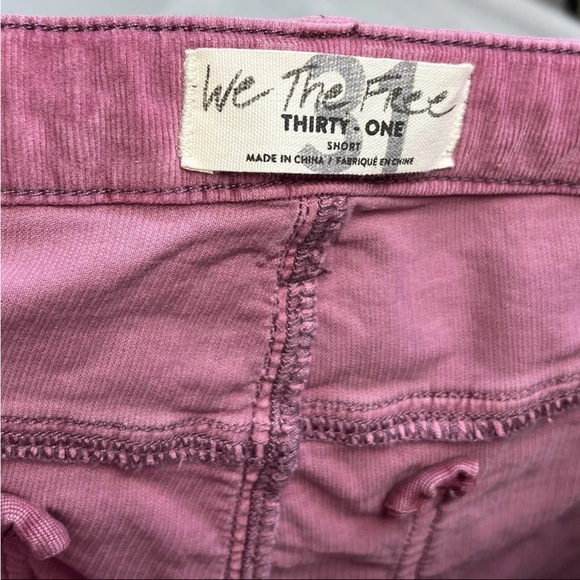 We The Free
31
THIRTY - ONE
SHORT
MADE IN CHINA / FABRIQUÉ EN CHINE